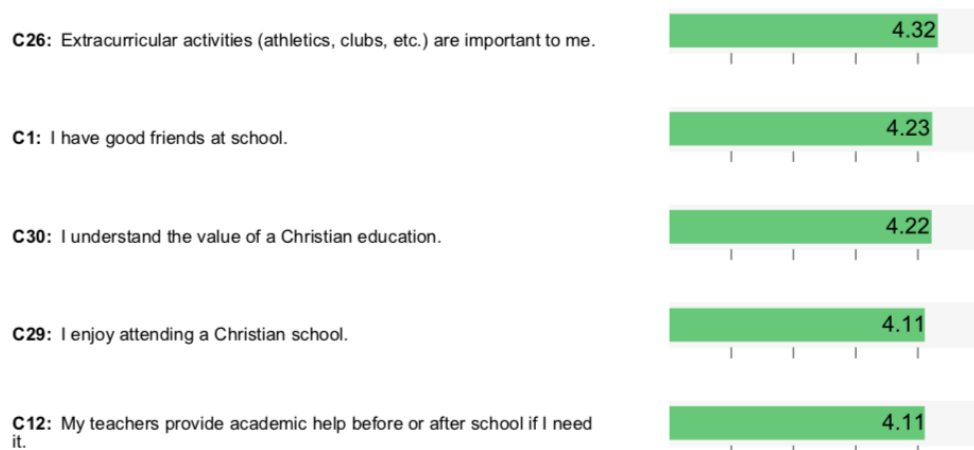 C26: Extracurricular activities (athletics, clubs, etc.) are important to me.
4.32
C1: I have good friends at school.
4.23
C30: I understand the value of a Christian education.
4.22
C29: I enjoy attending a Christian school.
4.11
C12: My teachers provide academic help before or after school if I need
it.
4.11